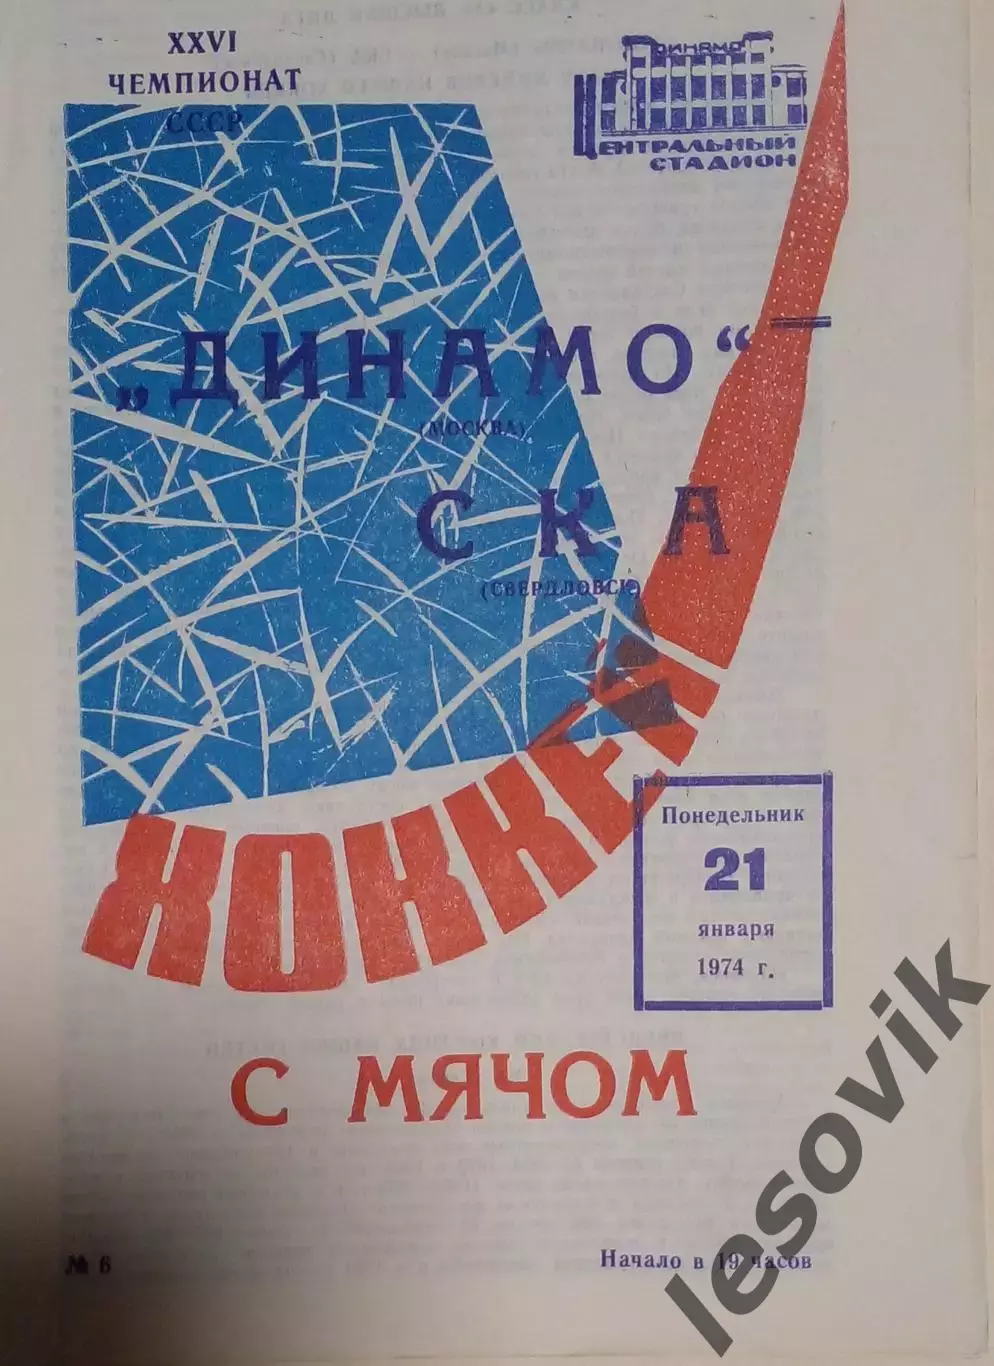 XXVI
ЧЕМПИОНАТ
СССР
ДИНАМО
ЦЕНТРАЛЬНЫЙ
СТАДИОН
„ДИНАМО“ —
(МОСКВА)
СКА
(СВЕРДЛОВСК)
ХОККЕЙ
С МЯЧОМ
Понедельник
21
января
1974 г.
№ 6
Начало в 19 часов
lesovik